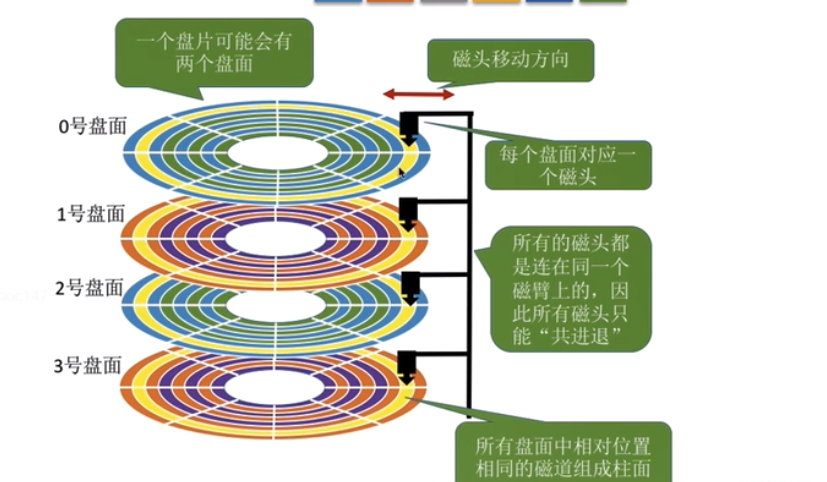 一个盘片可能会有
两个盘面
磁头移动方向
0号盘面
每个盘面对应一
个磁头
1号盘面
所有的磁头都
是连在同一个
磁臂上的，因
此所有磁头只
能“共进退”
2号盘面
3号盘面
所有盘面中相对位置
相同的磁道组成柱面